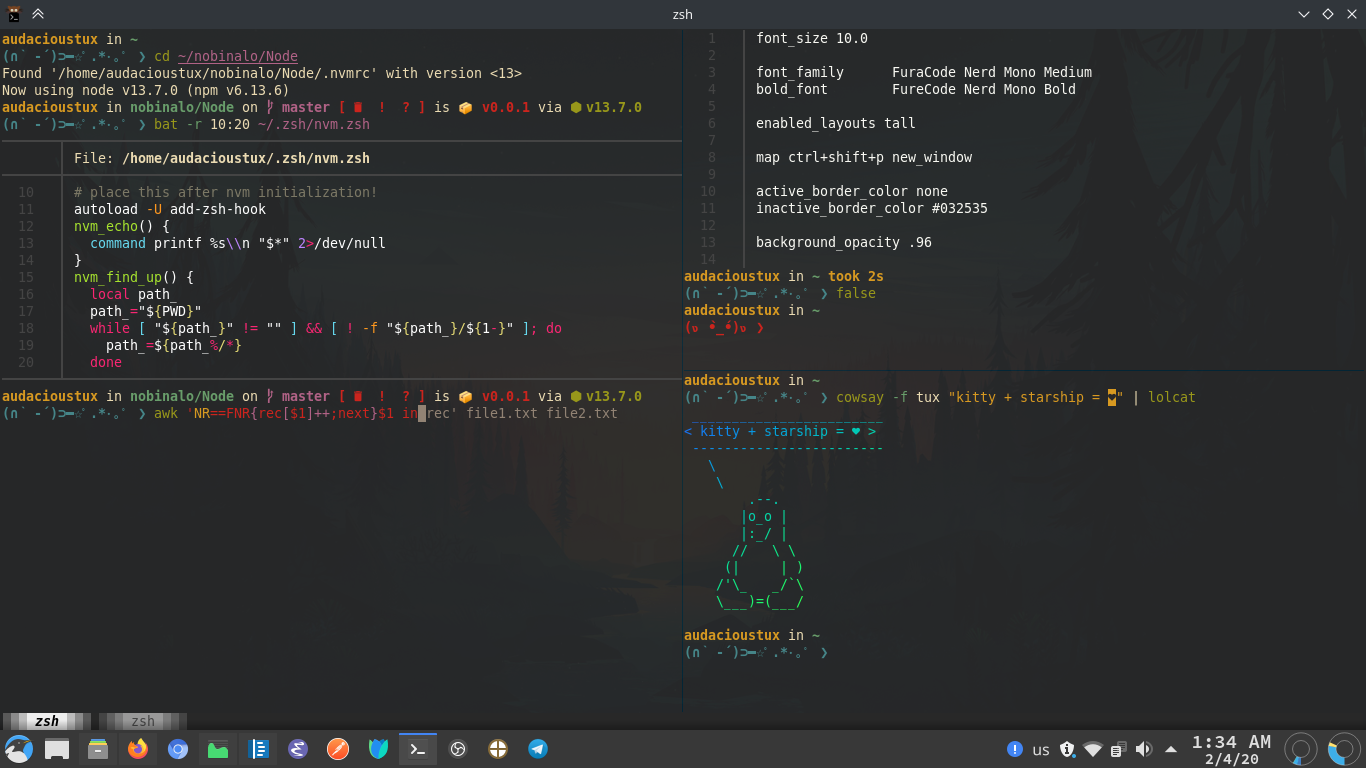 zsh
audacioustux in ~
(∩｀-´)⊃━☆ﾟ.*･｡ﾟ ❯ cd ~/nobinalo/Node
Found '/home/audacioustux/nobinalo/Node/.nvmrc' with version <13>
Now using node v13.7.0 (npm v6.13.6)
audacioustux in nobinalo/Node on master [ ! ? ] is 📦 v0.0.1 via ⬢ v13.7.0
(∩｀-´)⊃━☆ﾟ.*･｡ﾟ ❯ bat -r 10:20 ~/.zsh/nvm.zsh
File: /home/audacioustux/.zsh/nvm.zsh
10 # place this after nvm initialization!
11 autoload -U add-zsh-hook
12 nvm_echo() {
13 command printf %s\\n "$*" 2>/dev/null
14 }
15 nvm_find_up() {
16 local path_
17 path_="${PWD}"
18 while [ "${path_}" != "" ] && [ ! -f "${path_}/${1-}" ]; do
19 path_=${path_%/*}
20 done
audacioustux in nobinalo/Node on master [ ! ? ] is 📦 v0.0.1 via ⬢ v13.7.0
(∩｀-´)⊃━☆ﾟ.*･｡ﾟ ❯ awk 'NR==FNR{rec[$1]++;next}$1 in rec' file1.txt file2.txt
1 font_size 10.0
2
3 font_family FuraCode Nerd Mono Medium
4 bold_font FureCode Nerd Mono Bold
5
6 enabled_layouts tall
7
8 map ctrl+shift+p new_window
9
10 active_border_color none
11 inactive_border_color #032535
12
13 background_opacity .96
14
audacioustux in ~ took 2s
(∩｀-´)⊃━☆ﾟ.*･｡ﾟ ❯ false
audacioustux in ~
(ง •̀_•́)ง ❯
audacioustux in ~
(∩｀-´)⊃━☆ﾟ.*･｡ﾟ ❯ cowsay -f tux "kitty + starship = ❤" | lolcat
________________________
< kitty + starship = ♥ >
------------------------
\
\
.--.
|o_o |
|:_/ |
// \ \
(| | )
/'\_ _/`\
\___)=(___/
audacioustux in ~
(∩｀-´)⊃━☆ﾟ.*･｡ﾟ ❯
zsh zsh
us
1:34 AM
2/4/20